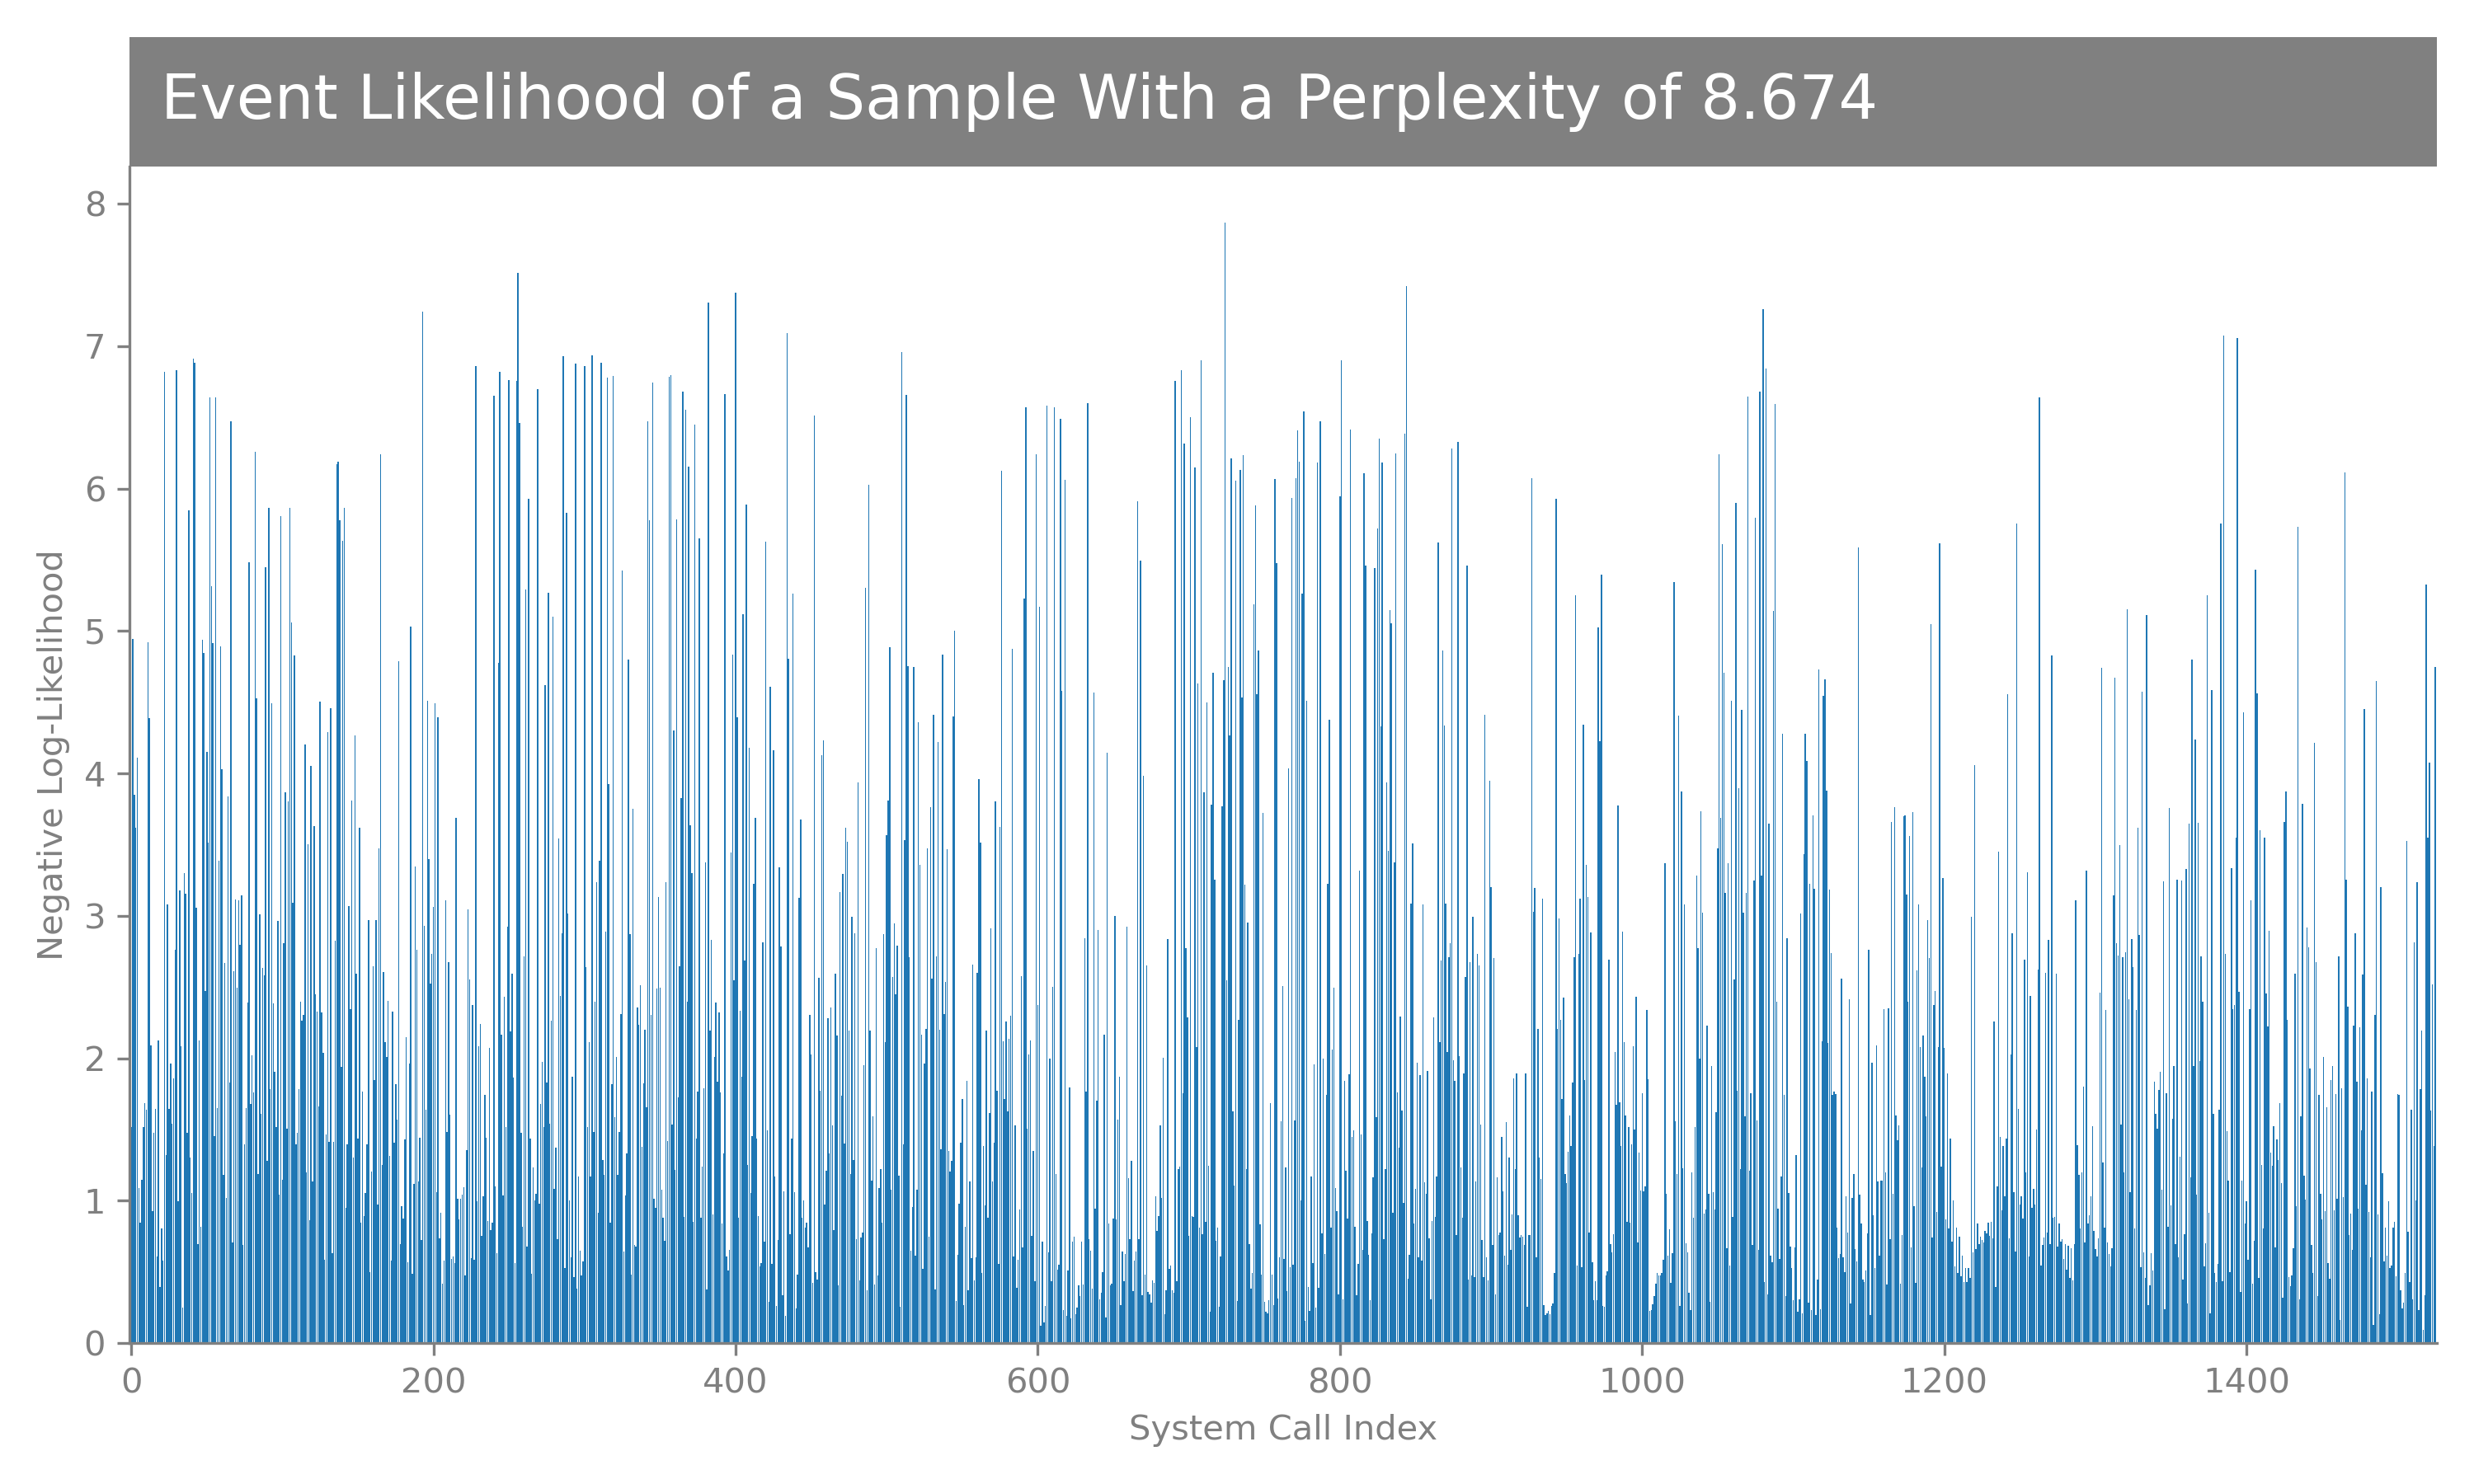 Event Likelihood of a Sample With a Perplexity of 8.674
8
7
6
5
4
3
2
1
0
Negative Log-Likelihood
0 200 400 600 800 1000 1200 1400
System Call Index